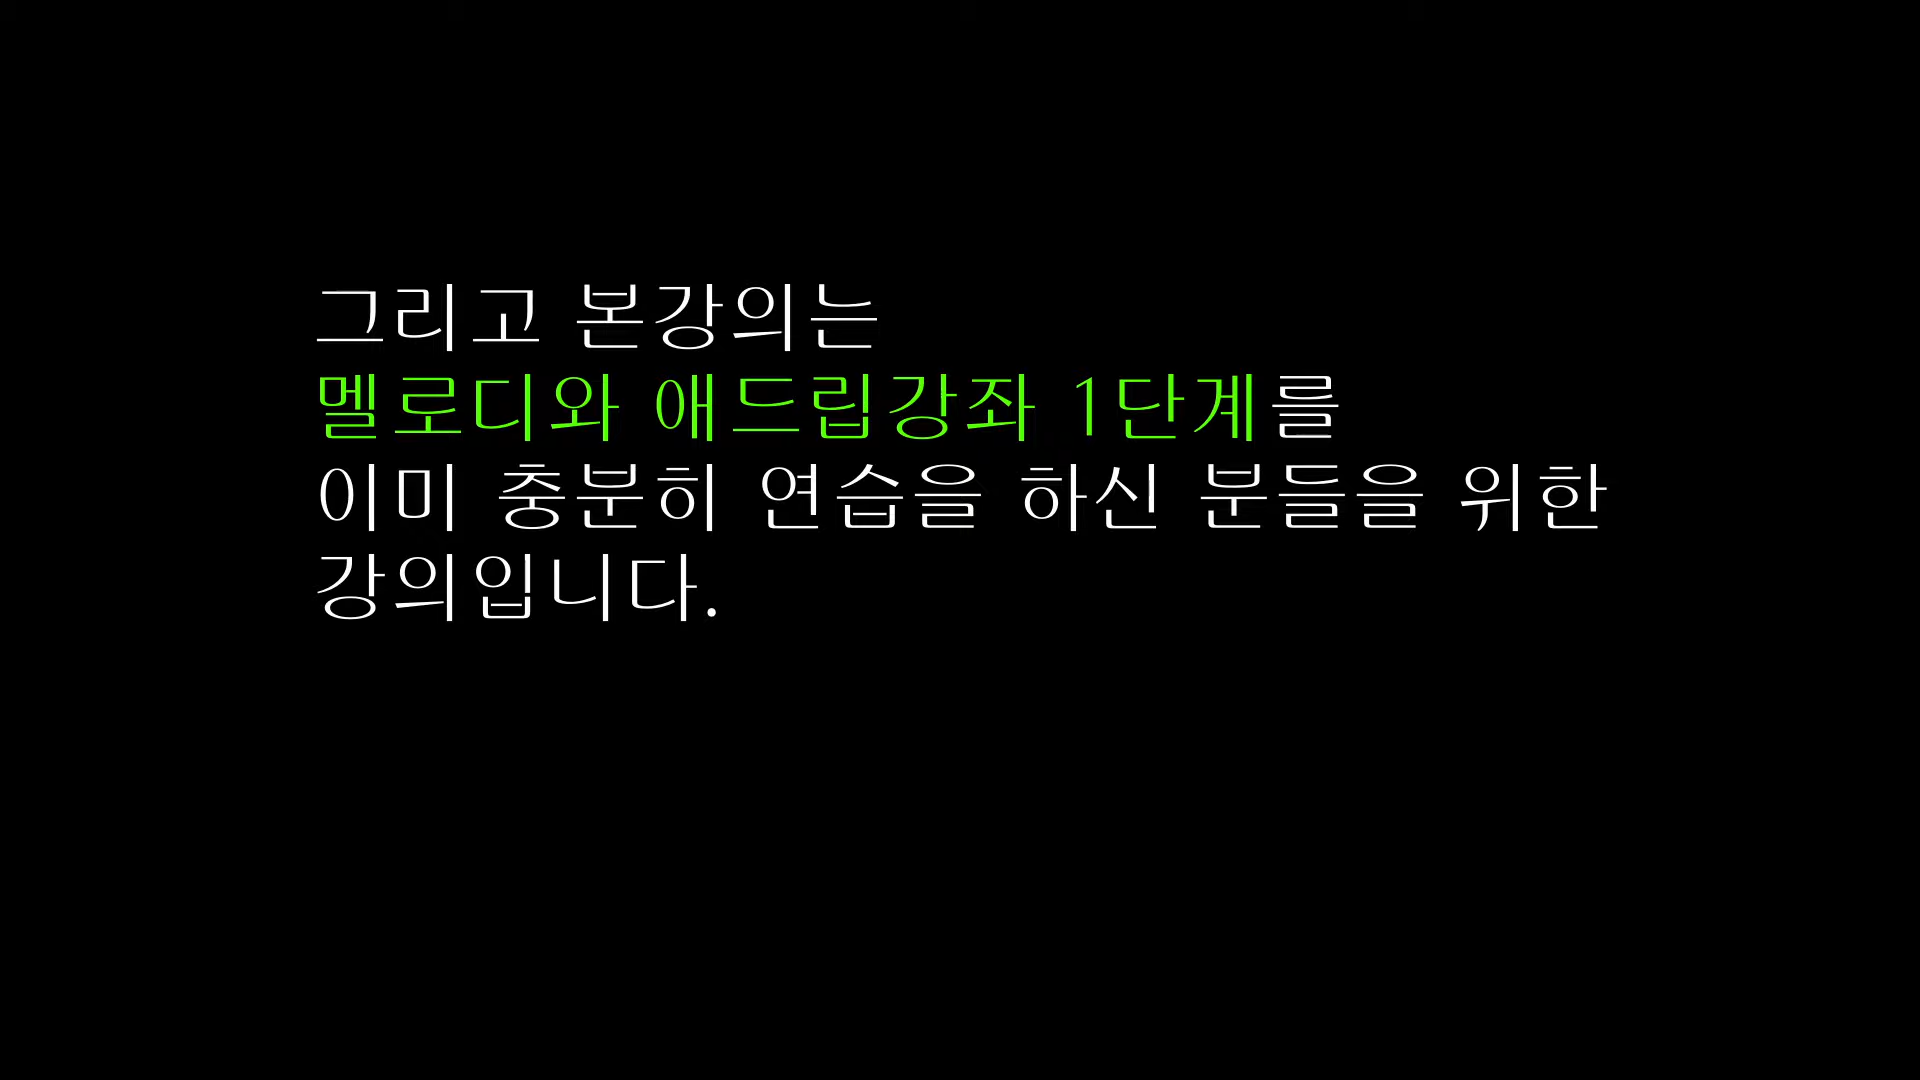 그리고 본강의는
멜로디와 애드립강좌 1단계를
이미 충분히 연습을 하신 분들을 위한
강의입니다.